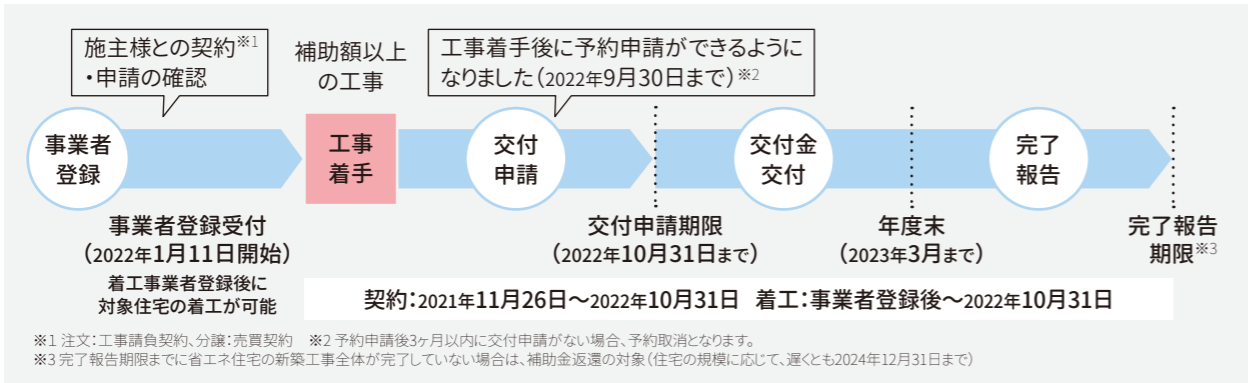 施主様との契約※1
・申請の確認
補助額以上
の工事
工事着手後に予約申請ができるように
なりました(2022年9月30日まで)※2
事業者
登録
工事
着手
交付
申請
交付金
交付
完了
報告
事業者登録受付
(2022年1月11日開始)
着工事業者登録後に
対象住宅の着工が可能
交付申請期限
(2022年10月31日まで)
年度末
(2023年3月まで)
完了報告
期限※3
契約:2021年11月26日〜2022年10月31日 着工:事業者登録後〜2022年10月31日
※1 注文:工事請負契約、分譲:売買契約 ※2 予約申請後3ヶ月以内に交付申請がない場合、予約取消となります。
※3 完了報告期限までに省エネ住宅の新築工事全体が完了していない場合は、補助金返還の対象(住宅の規模に応じて、遅くとも2024年12月31日まで)